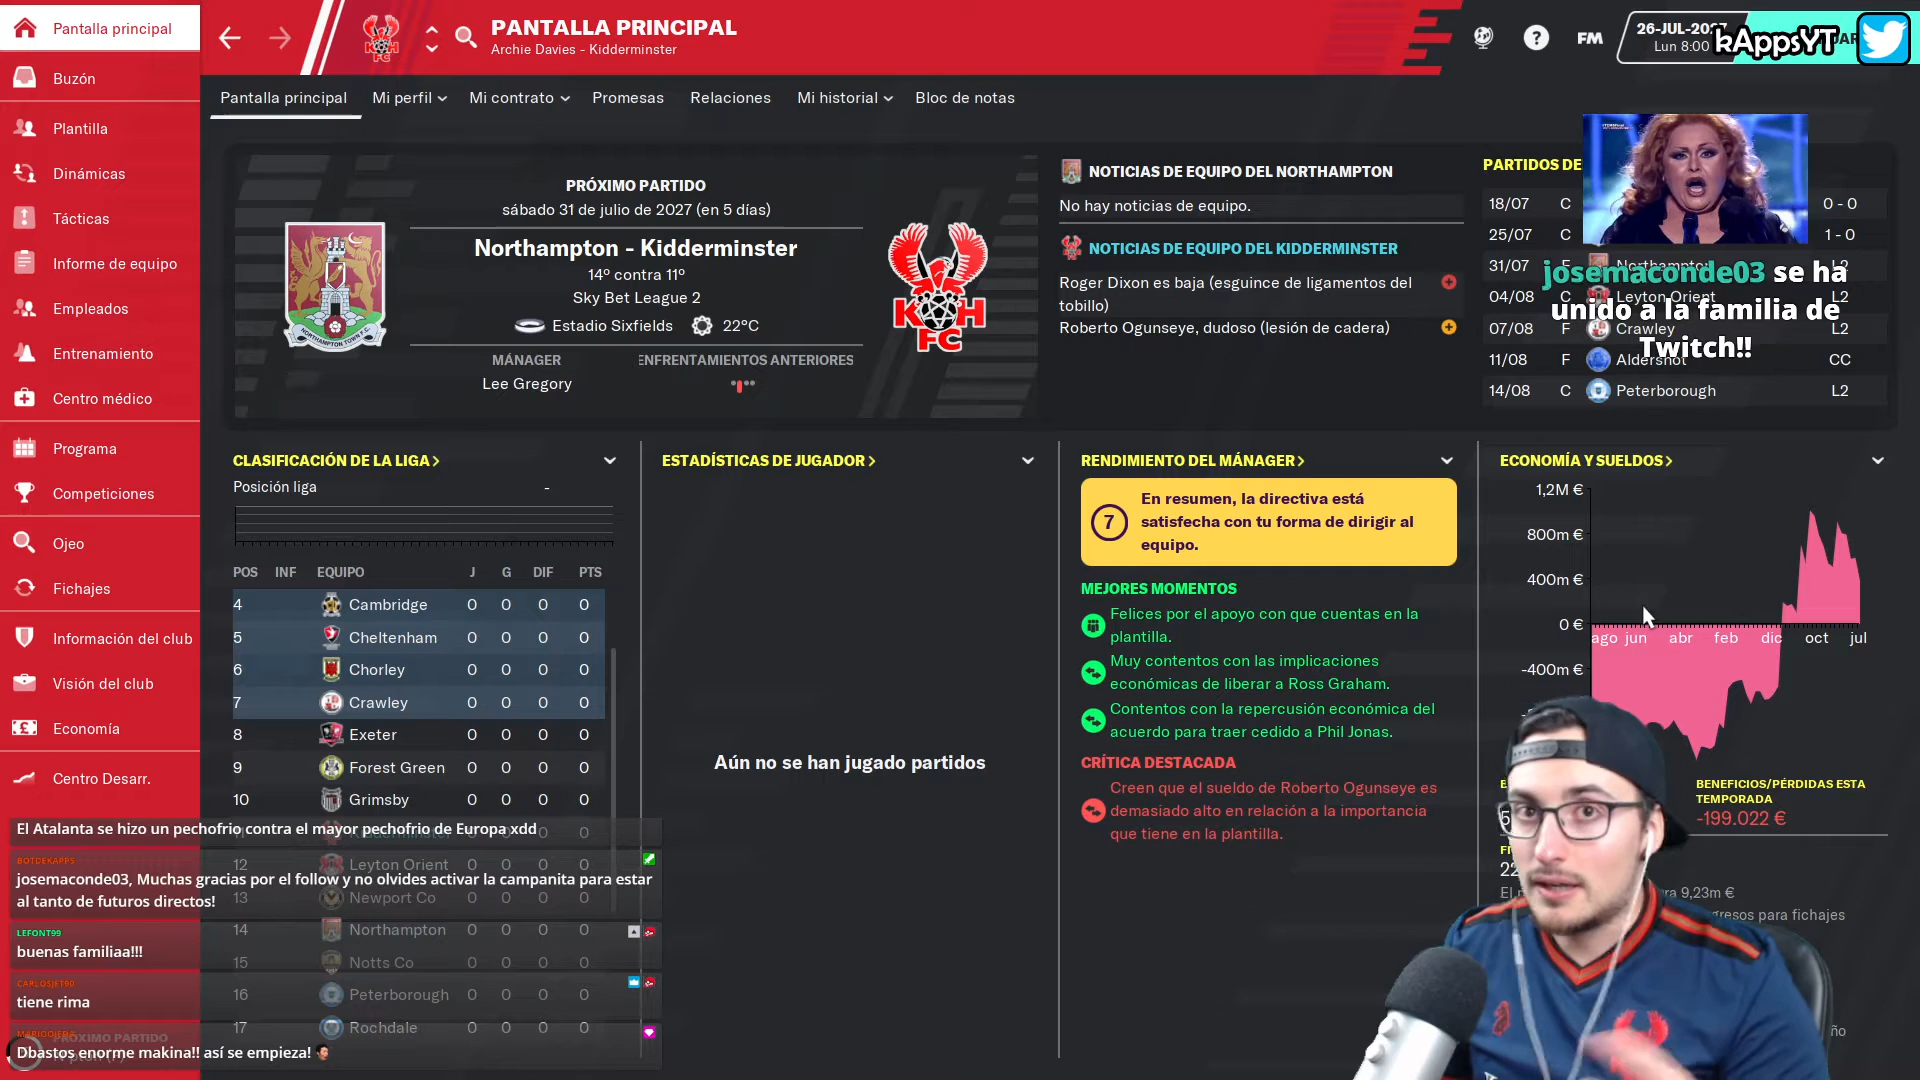 Pantalla principal
Buzón
Plantilla
Dinámicas
Tácticas
Informe de equipo
Empleados
Entrenamiento
Centro médico
Programa
Competiciones
Ojeo
Fichajes
Información del club
Visión del club
Economía
Centro Desarr.
PANTALLA PRINCIPAL
Archie Davies - Kidderminster
FM
26-JUL-2027
Lun 8:00
kAppsYT
Pantalla principal
Mi perfil
Mi contrato
Promesas
Relaciones
Mi historial
Bloc de notas
PRÓXIMO PARTIDO
sábado 31 de julio de 2027 (en 5 días)
Northampton - Kidderminster
14º contra 11º
Sky Bet League 2
Estadio Sixfields 22°C
MÁNAGER
ENFRENTAMIENTOS ANTERIORES
Lee Gregory
NOTICIAS DE EQUIPO DEL NORTHAMPTON
No hay noticias de equipo.
NOTICIAS DE EQUIPO DEL KIDDERMINSTER
Roger Dixon es baja (esguince de ligamentos del
tobillo)
Roberto Ogunseye, dudoso (lesión de cadera)
PARTIDOS DE
18/07 C 0 - 0
25/07 C 1 - 0
31/07 F Northampton L2
04/08 C Leyton Orient L2
07/08 F Crawley L2
11/08 F Aldershot CC
14/08 C Peterborough L2
josemaconde03 se ha
unido a la familia de
Twitch!!
CLASIFICACIÓN DE LA LIGA
Posición liga -
POS INF EQUIPO J G DIF PTS
4 Cambridge 0 0 0 0
5 Cheltenham 0 0 0 0
6 Chorley 0 0 0 0
7 Crawley 0 0 0 0
8 Exeter 0 0 0 0
9 Forest Green 0 0 0 0
10 Grimsby 0 0 0 0
12 Leyton Orient 0 0 0 0
13 Newport Co 0 0 0 0
14 Northampton 0 0 0 0
15 Notts Co 0 0 0 0
16 Peterborough 0 0 0 0
17 Rochdale 0 0 0 0
El Atalanta se hizo un pechofrio contra el mayor pechofrio de Europa xdd
BOTDEKAPPS
josemaconde03, Muchas gracias por el follow y no olvides activar la campanita para estar
al tanto de futuros directos!
LEFONT99
buenas familiaa!!!
CARLOSJET90
tiene rima
PRÓXIMO PARTIDO
Dbastos enorme makina!! así se empieza!
ESTADÍSTICAS DE JUGADOR
Aún no se han jugado partidos
RENDIMIENTO DEL MÁNAGER
7
En resumen, la directiva está
satisfecha con tu forma de dirigir al
equipo.
MEJORES MOMENTOS
Felices por el apoyo con que cuentas en la
plantilla.
Muy contentos con las implicaciones
económicas de liberar a Ross Graham.
Contentos con la repercusión económica del
acuerdo para traer cedido a Phil Jonas.
CRÍTICA DESTACADA
Creen que el sueldo de Roberto Ogunseye es
demasiado alto en relación a la importancia
que tiene en la plantilla.
ECONOMÍA Y SUELDOS
1,2M €
800m €
400m €
0 €
-400m €
ago jun abr feb dic oct jul
BENEFICIOS/PÉRDIDAS ESTA
TEMPORADA
-199.022 €
9,23m €
para fichajes